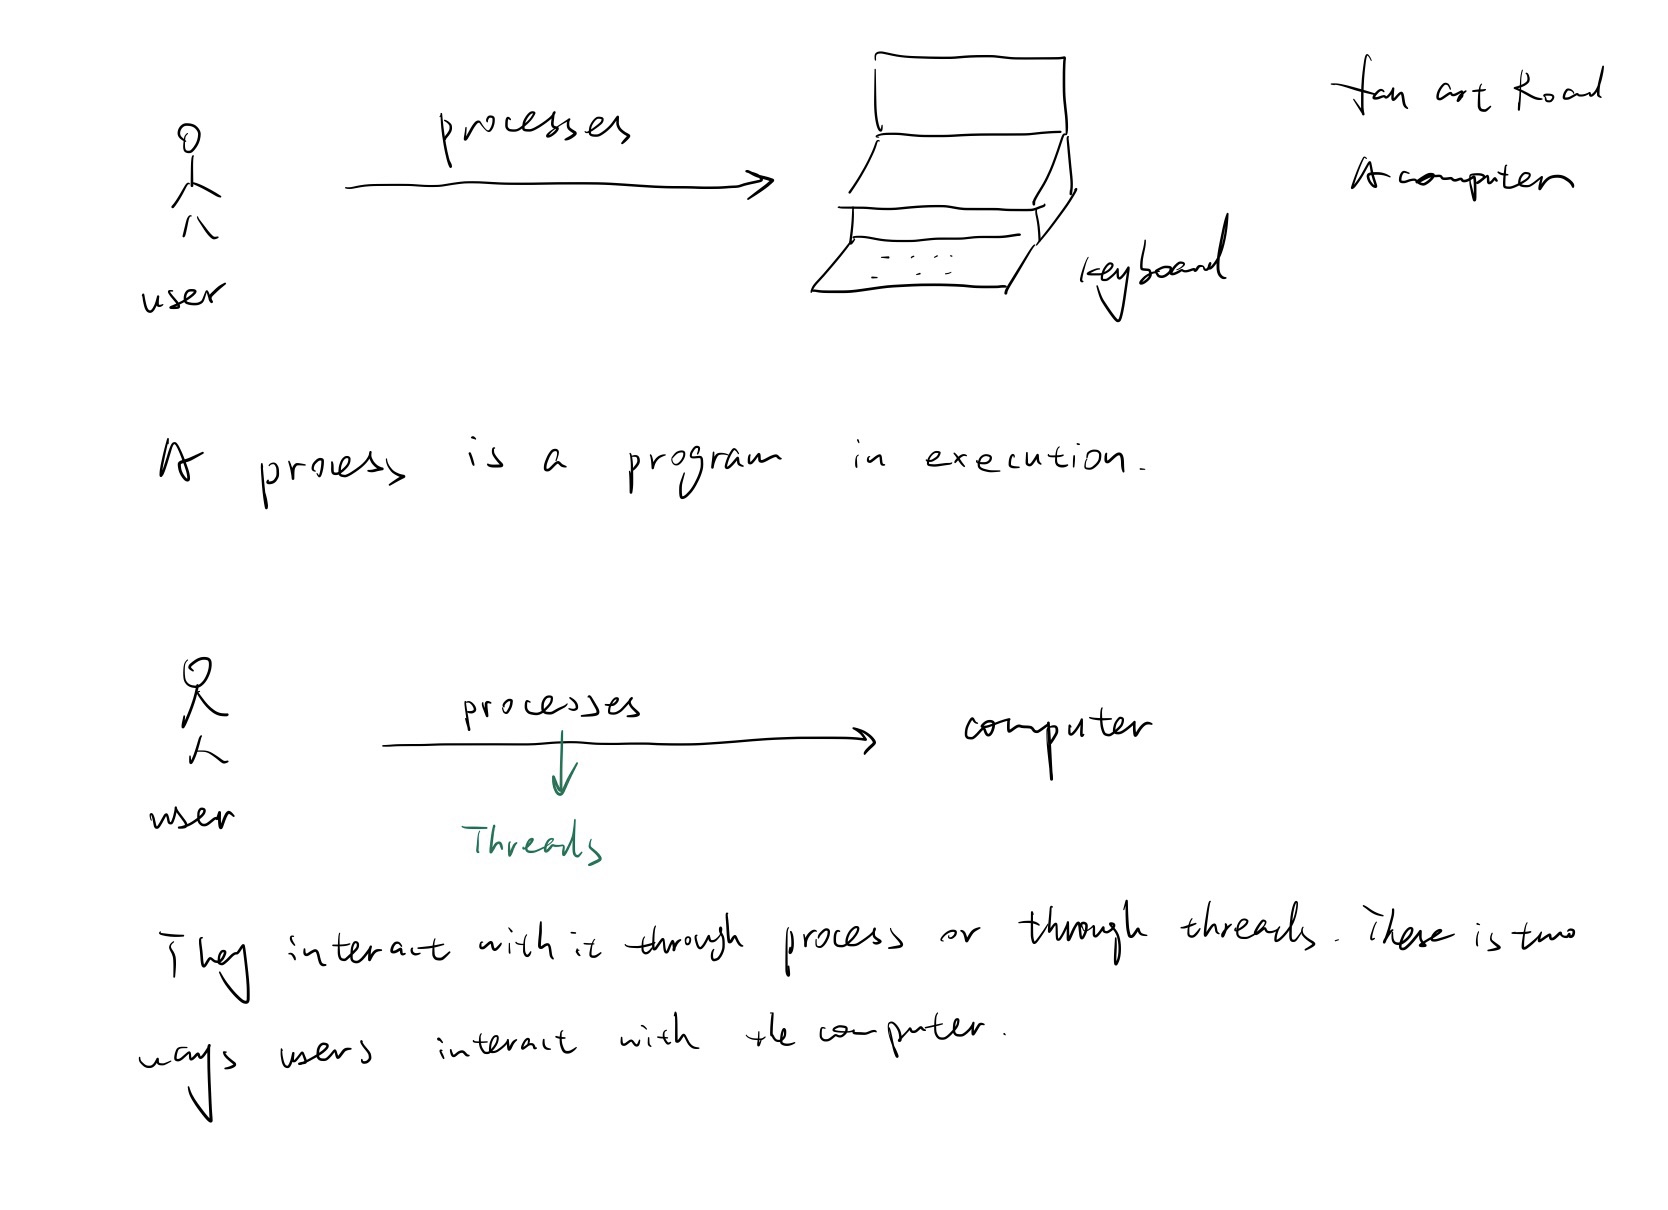 processes
fan art Road
A computer
keyboard
user
A process is a program in execution.
processes
computer
user
Threads
They interact with it through process or through threads. These is two
ways users interact with the computer.